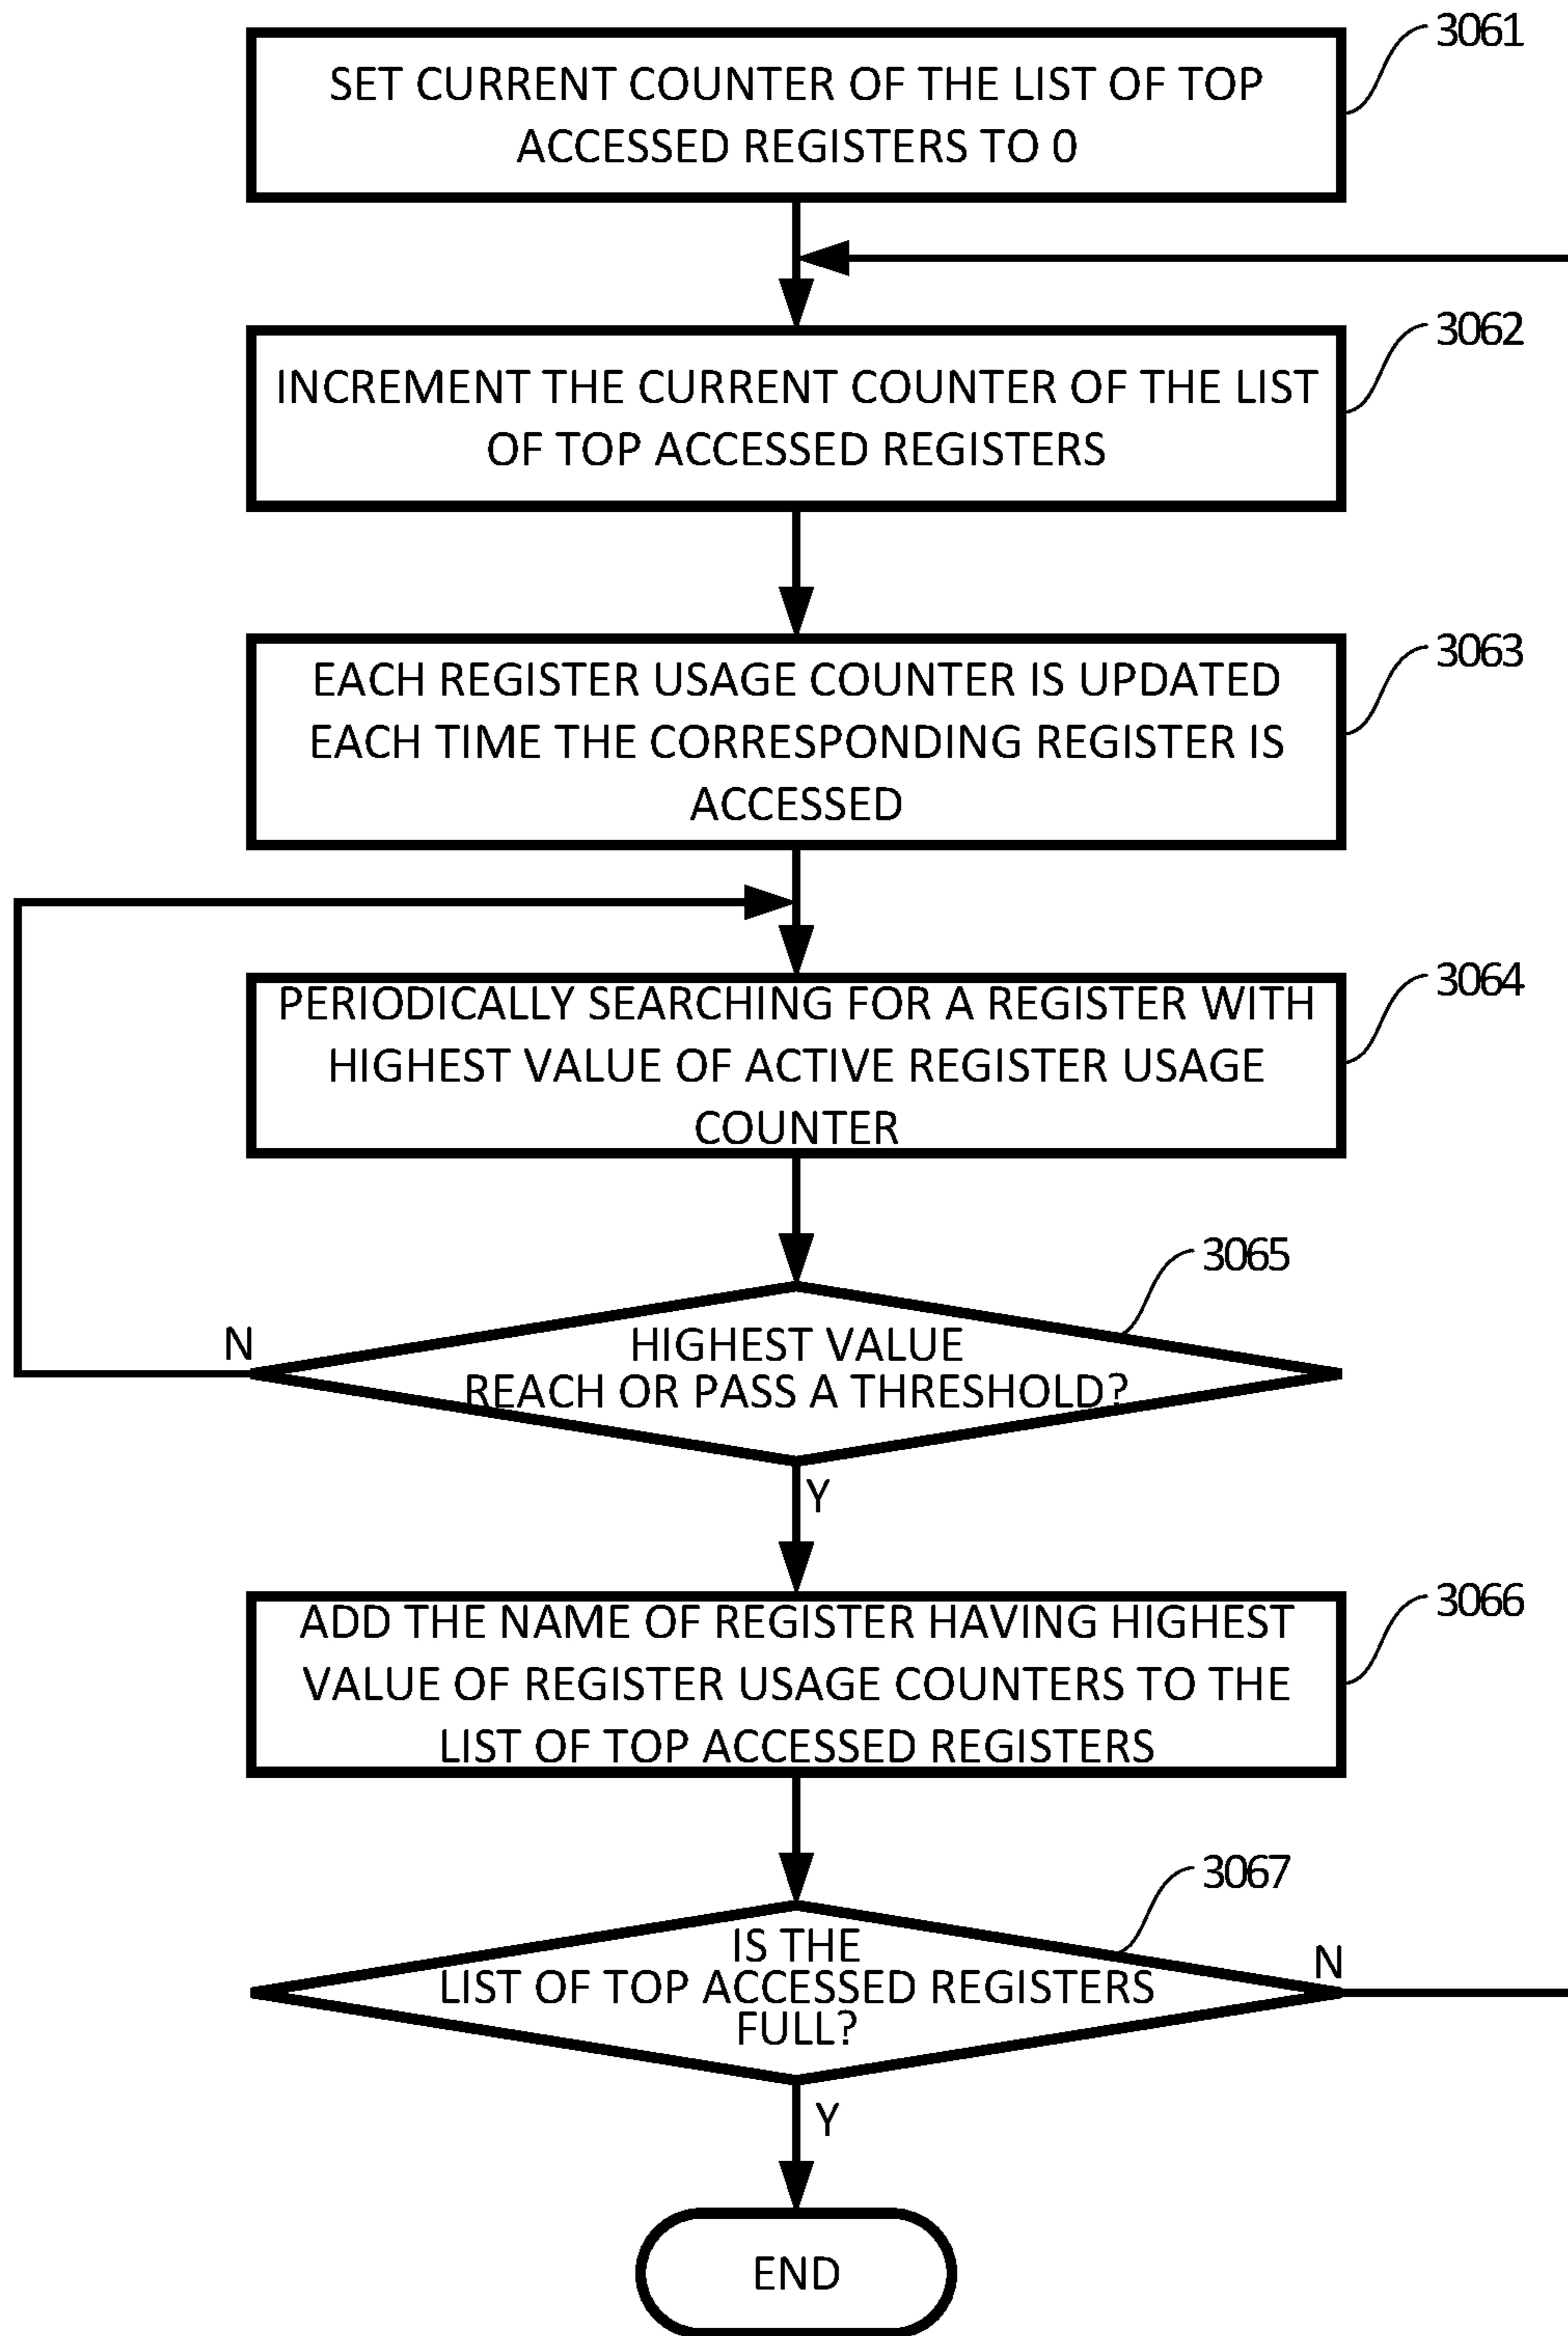 3061
SET CURRENT COUNTER OF THE LIST OF TOP
ACCESSED REGISTERS TO 0
3062
INCREMENT THE CURRENT COUNTER OF THE LIST
OF TOP ACCESSED REGISTERS
3063
EACH REGISTER USAGE COUNTER IS UPDATED
EACH TIME THE CORRESPONDING REGISTER IS
ACCESSED
3064
PERIODICALLY SEARCHING FOR A REGISTER WITH
HIGHEST VALUE OF ACTIVE REGISTER USAGE
COUNTER
3065
N
HIGHEST VALUE
REACH OR PASS A THRESHOLD?
Y
3066
ADD THE NAME OF REGISTER HAVING HIGHEST
VALUE OF REGISTER USAGE COUNTERS TO THE
LIST OF TOP ACCESSED REGISTERS
3067
IS THE
N
LIST OF TOP ACCESSED REGISTERS
FULL?
Y
END